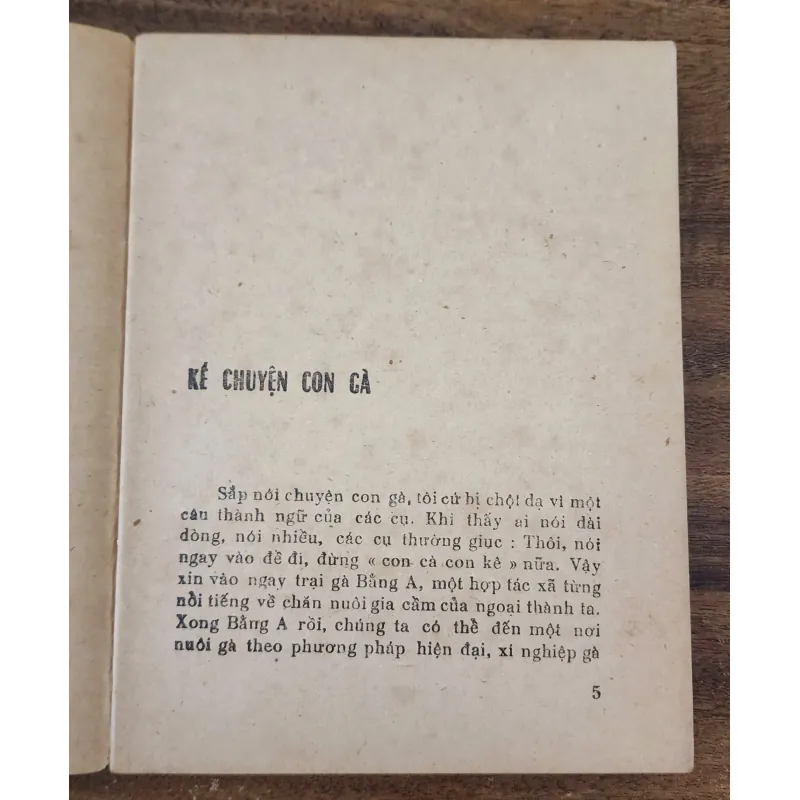 KỂ CHUYỆN CON GÀ
Sắp nói chuyện con gà, tôi cứ bị chột dạ vì một
câu thành ngữ của các cụ. Khi thấy ai nói dài
dòng, nói nhiều, các cụ thường giục : Thôi, nói
ngay vào đề đi, đừng « con cà con kê » nữa. Vậy
xin vào ngay trại gà Bằng A, một hợp tác xã từng
nổi tiếng về chăn nuôi gia cầm của ngoại thành ta.
Xong Bằng A rồi, chúng ta có thể đến một nơi
nuôi gà theo phương pháp hiện đại, xí nghiệp gà
5